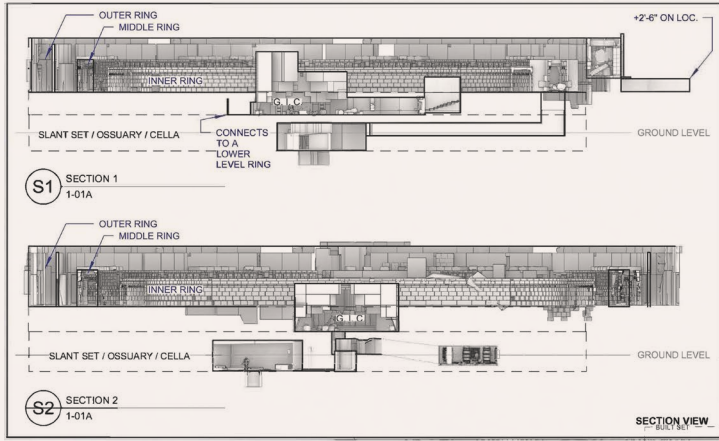 OUTER RING
MIDDLE RING
+2'-6" ON LOC.
INNER RING
G I C
SLANT SET / OSSUARY / CELLA
CONNECTS
TO A
LOWER
LEVEL RING
GROUND LEVEL
S1
SECTION 1
1-01A
OUTER RING
MIDDLE RING
INNER RING
G I C
SLANT SET / OSSUARY / CELLA
GROUND LEVEL
S2
SECTION 2
1-01A
SECTION VIEW
BUILT SET